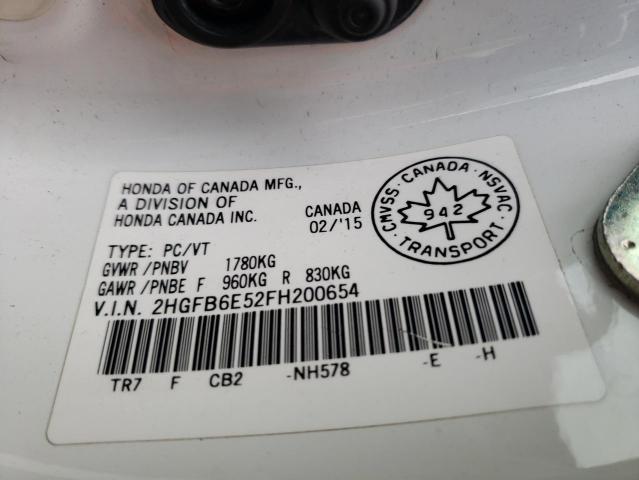 HONDA OF CANADA MFG.,
A DIVISION OF
HONDA CANADA INC.
CANADA
02/'15
CMVSS · CANADA · NSVAC
942
TRANSPORT
TYPE: PC/VT
GVWR/PNBV 1780KG
GAWR/PNBE F 960KG R 830KG
V.I.N. 2HGFB6E52FH200654
TR7 F CB2 -NH578 -E -H